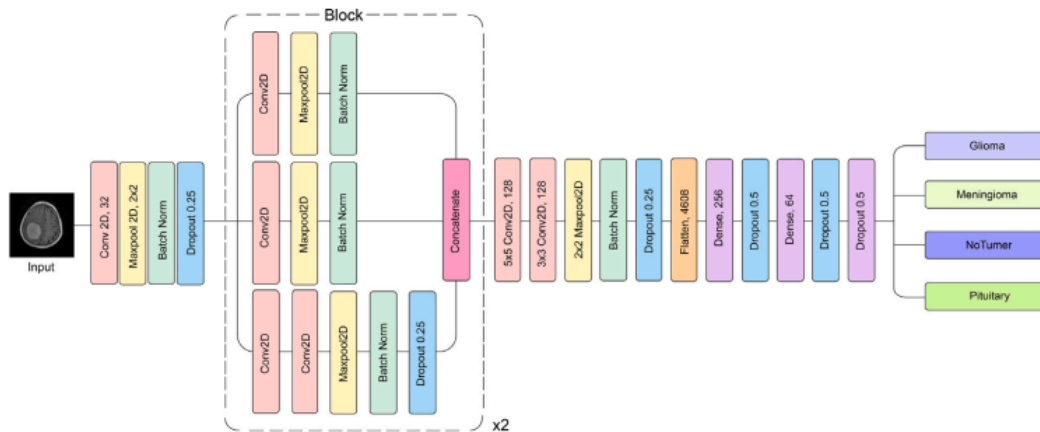 Block
Input
Conv 2D, 32
Maxpool 2D, 2x2
Batch Norm
Dropout 0.25
Conv2D
Maxpool2D
Batch Norm
Conv2D
Maxpool2D
Batch Norm
Conv2D
Conv2D
Maxpool2D
Batch Norm
Dropout 0.25
Concatenate
x2
5x5 Conv2D, 128
3x3 Conv2D, 128
2x2 Maxpool2D
Batch Norm
Dropout 0.25
Flatten, 4608
Dense, 256
Dropout 0.5
Dense, 64
Dropout 0.5
Dropout 0.5
Glioma
Meningioma
NoTumer
Pituitary